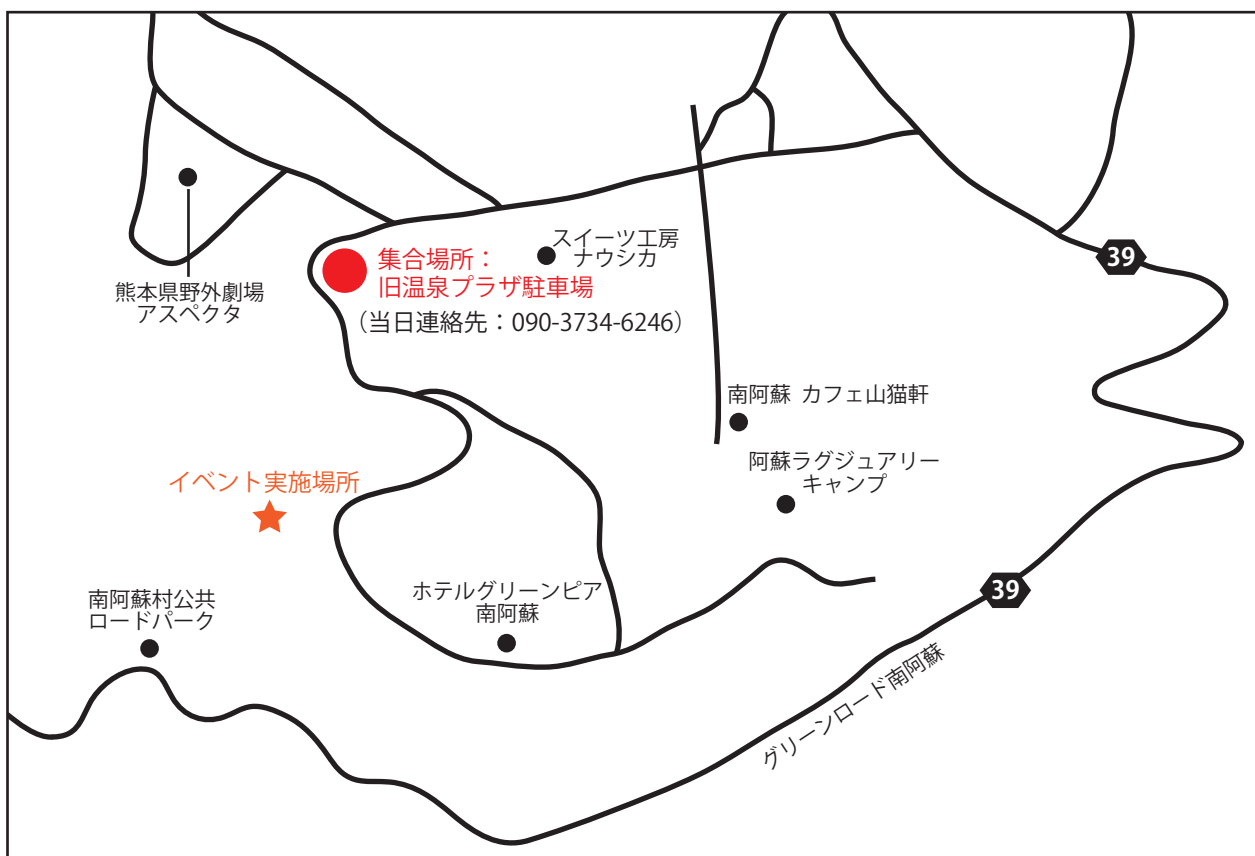 スイーツ工房
ナウシカ
集合場所：
旧温泉プラザ駐車場
（当日連絡先：090-3734-6246）
39
熊本県野外劇場
アスペクタ
南阿蘇 カフェ山猫軒
阿蘇ラグジュアリー
キャンプ
イベント実施場所
ホテルグリーンピア
南阿蘇
39
南阿蘇村公共
ロードパーク
グリーンロード南阿蘇